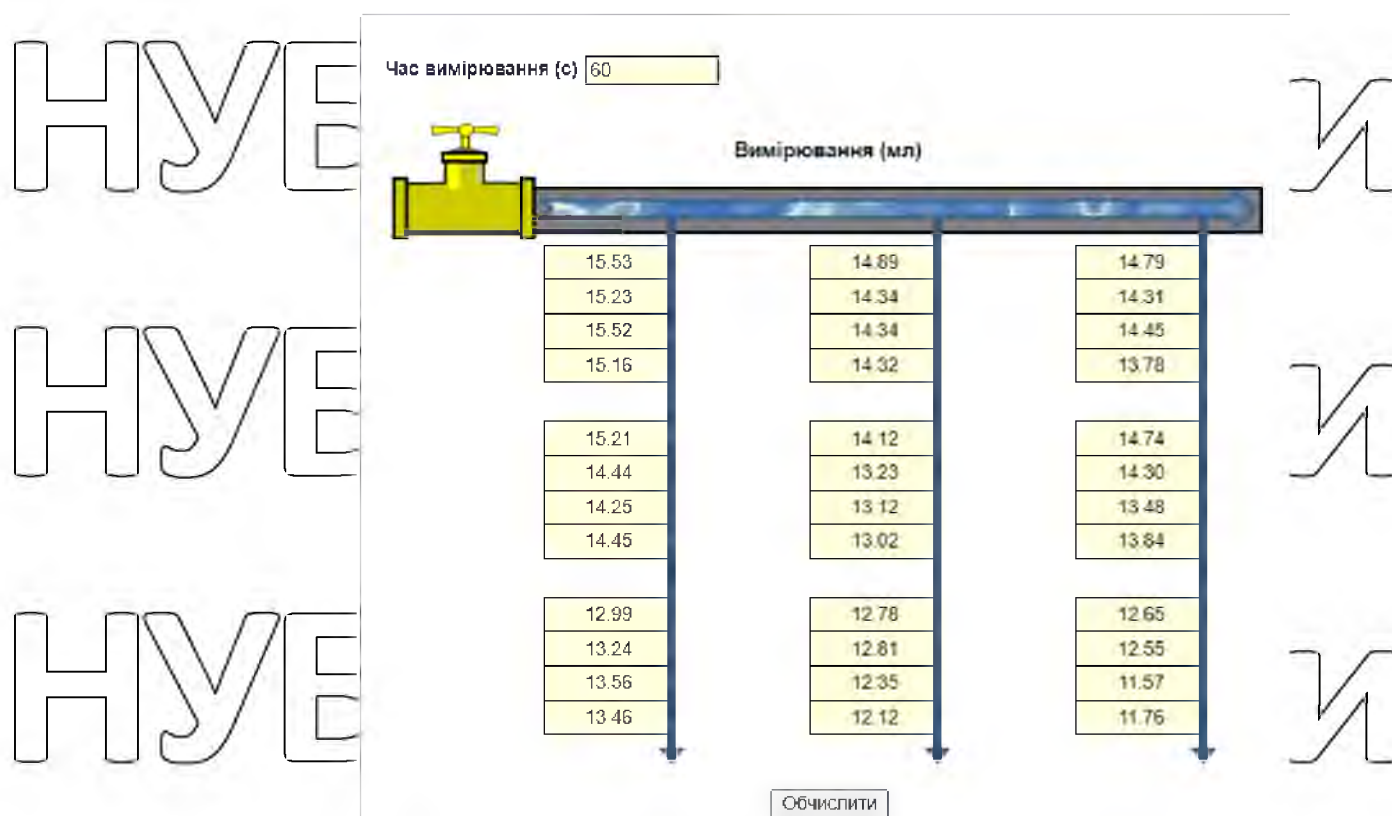 Час вимірювання (с) 60
Вимірювання (мл)
НУБ И
15.53 14.89 14.79
15.23 14.34 14.31
15.52 14.34 14.45
15.16 14.32 13.78
НУБ И
15.21 14.12 14.74
14.44 13.23 14.30
14.25 13.12 13.48
14.45 13.02 13.84
12.99 12.78 12.65
НУБ И
13.24 12.81 12.55
13.56 12.35 11.57
13.46 12.12 11.76
Обчислити